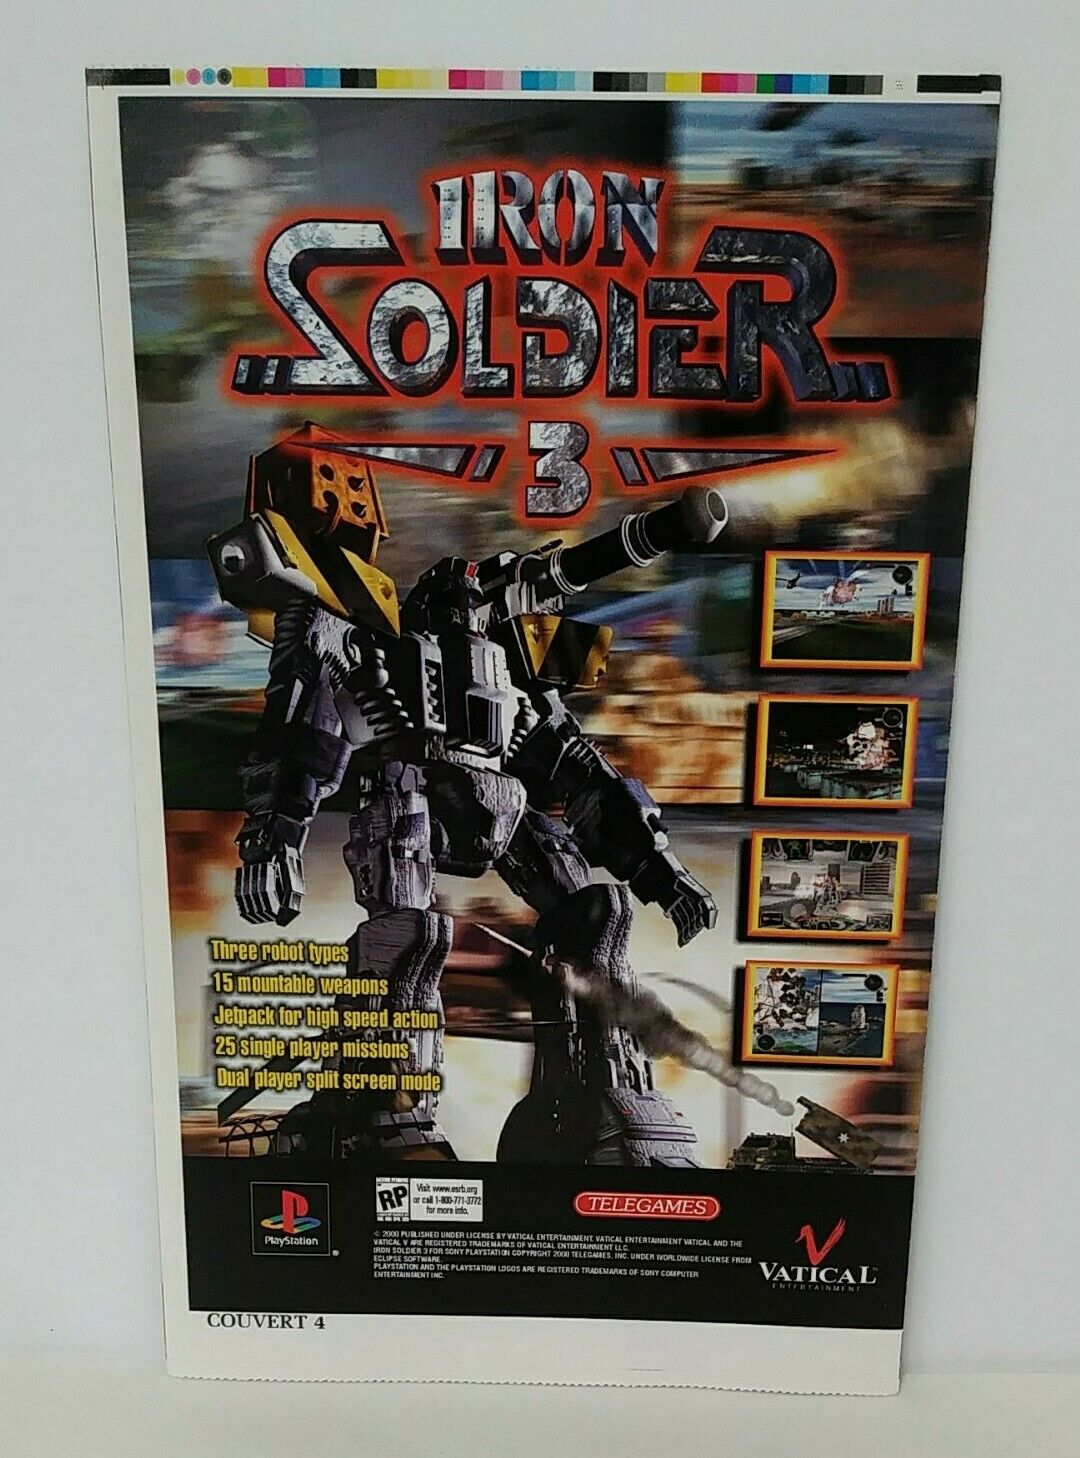 IRON
SOLDIER
3
Three robot types
15 mountable weapons
Jetpack for high speed action
25 single player missions
Dual player split screen mode
PlayStation
®
RP
Visit www.esrb.org
or call 1-800-771-3772
for more info.
TELEGAMES
© 2000 PUBLISHED UNDER LICENSE BY VATICAL ENTERTAINMENT. VATICAL ENTERTAINMENT VATICAL AND THE
VATICAL V ARE REGISTERED TRADEMARKS OF VATICAL ENTERTAINMENT LLC.
IRON SOLDIER 3 FOR SONY PLAYSTATION COPYRIGHT 2000 TELEGAMES, INC. UNDER WORLDWIDE LICENSE FROM
ECLIPSE SOFTWARE.
PLAYSTATION AND THE PLAYSTATION LOGOS ARE REGISTERED TRADEMARKS OF SONY COMPUTER
ENTERTAINMENT INC.
VATICAL
ENTERTAINMENT
COUVERT 4